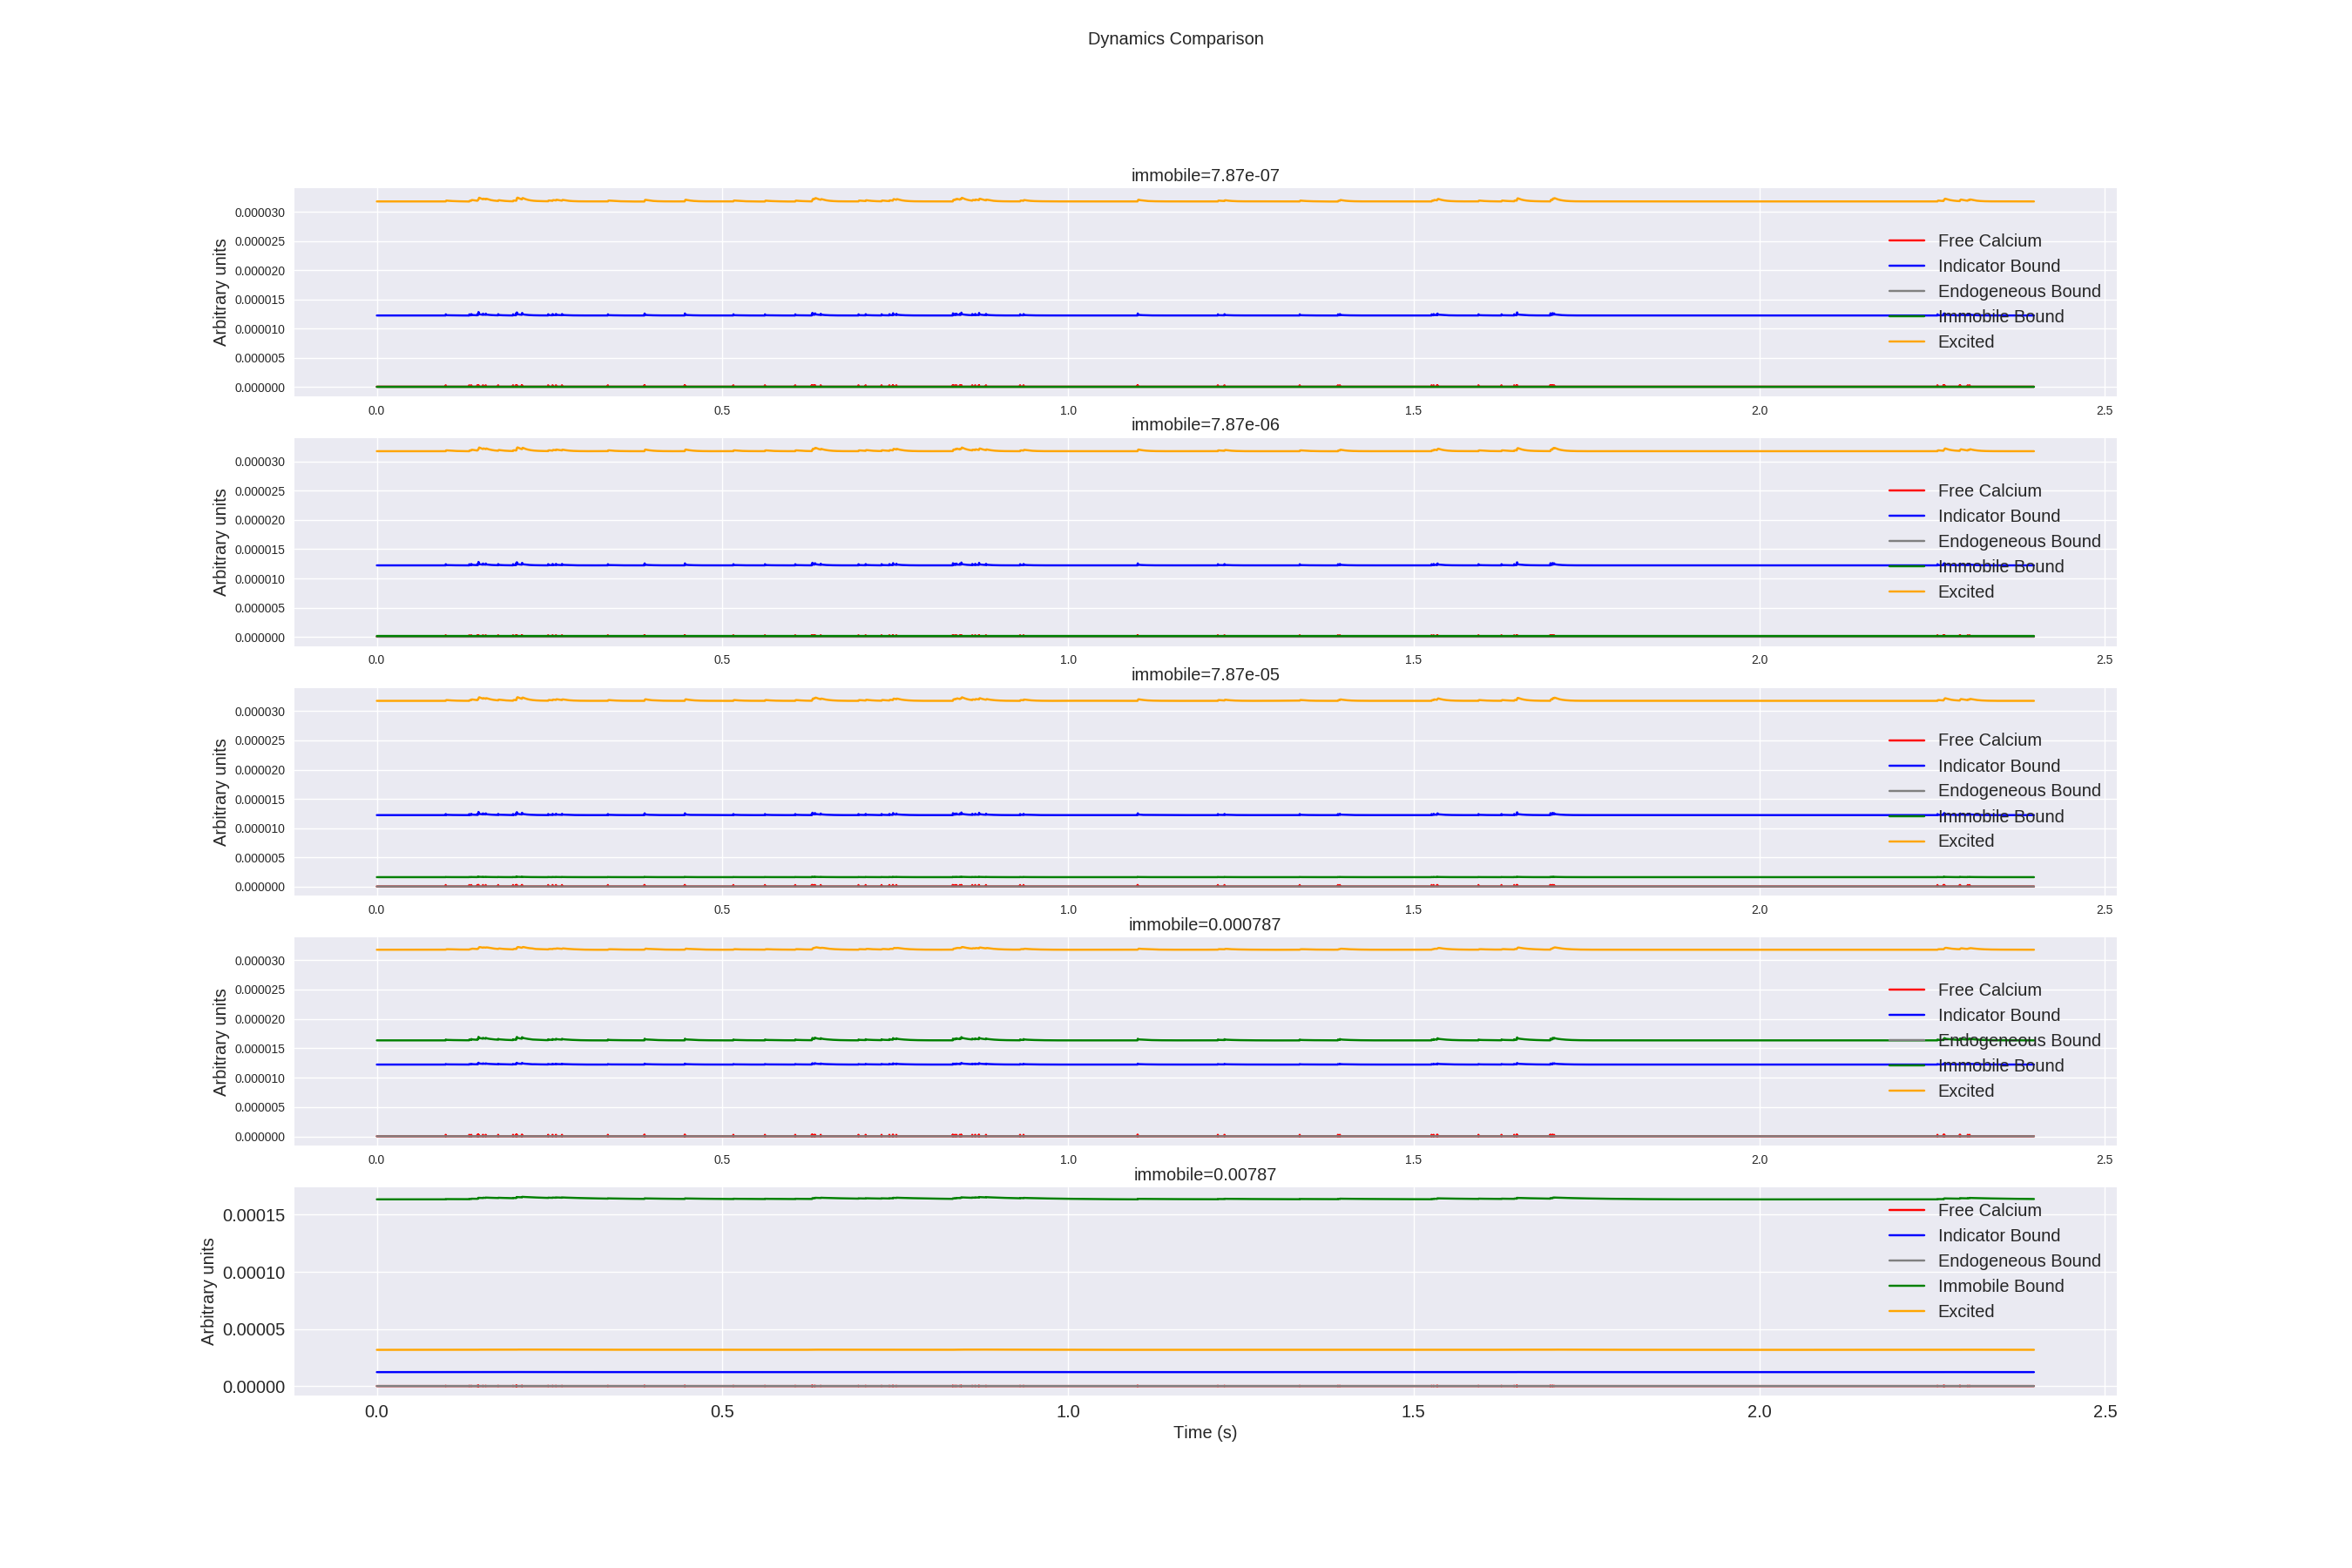 Dynamics Comparison
immobile=7.87e-07
Arbitrary units
0.000030
0.000025
0.000020
0.000015
0.000010
0.000005
0.000000
Free Calcium
Indicator Bound
Endogeneous Bound
Immobile Bound
Excited
0.0 0.5 1.0 1.5 2.0 2.5
immobile=7.87e-06
Arbitrary units
0.000030
0.000025
0.000020
0.000015
0.000010
0.000005
0.000000
Free Calcium
Indicator Bound
Endogeneous Bound
Immobile Bound
Excited
0.0 0.5 1.0 1.5 2.0 2.5
immobile=7.87e-05
Arbitrary units
0.000030
0.000025
0.000020
0.000015
0.000010
0.000005
0.000000
Free Calcium
Indicator Bound
Endogeneous Bound
Immobile Bound
Excited
0.0 0.5 1.0 1.5 2.0 2.5
immobile=0.000787
Arbitrary units
0.000030
0.000025
0.000020
0.000015
0.000010
0.000005
0.000000
Free Calcium
Indicator Bound
Endogeneous Bound
Immobile Bound
Excited
0.0 0.5 1.0 1.5 2.0 2.5
immobile=0.00787
Arbitrary units
0.00015
0.00010
0.00005
0.00000
Free Calcium
Indicator Bound
Endogeneous Bound
Immobile Bound
Excited
0.0 0.5 1.0 1.5 2.0 2.5
Time (s)